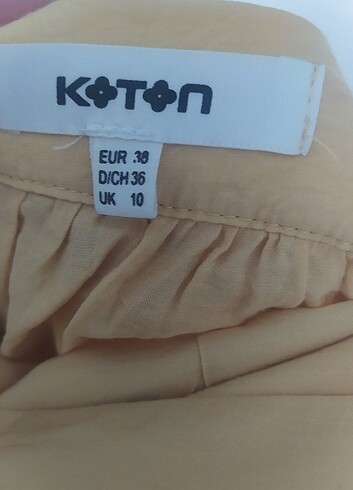 KOTON
EUR 38
D/CH 36
UK 10